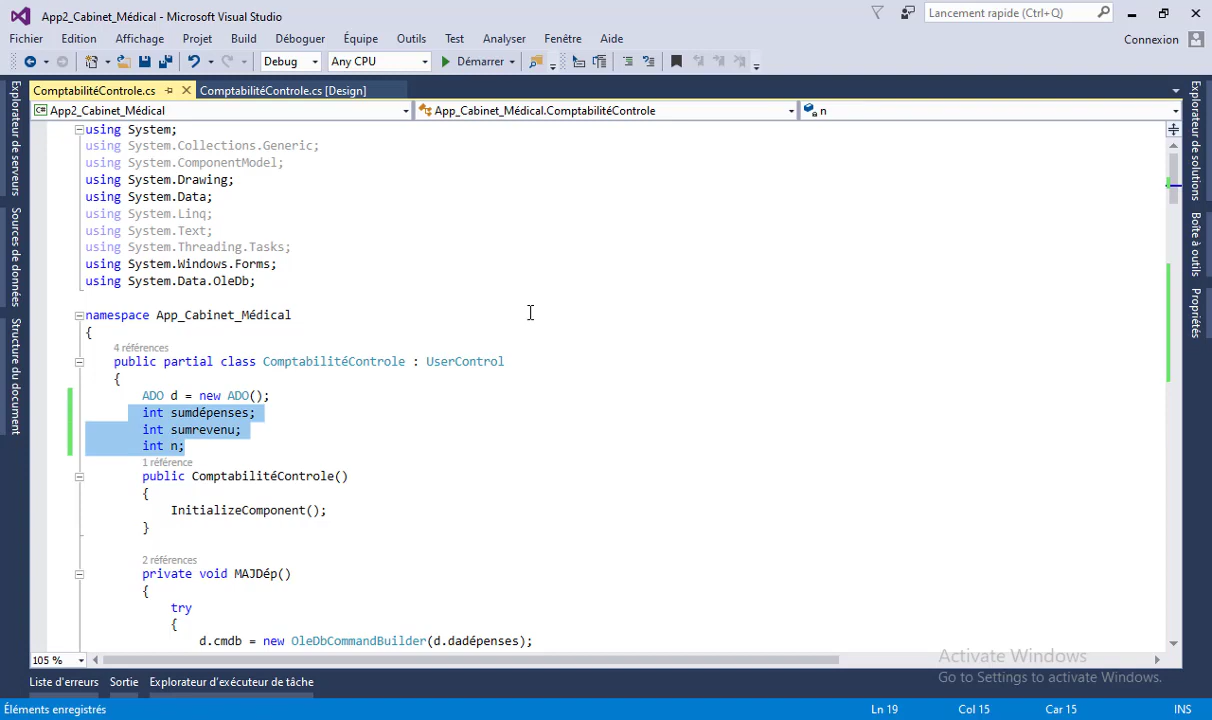 App2_Cabinet_Médical - Microsoft Visual Studio
Lancement rapide (Ctrl+Q)
Fichier Edition Affichage Projet Build Déboguer Équipe Outils Test Analyser Fenêtre Aide
Connexion
Debug Any CPU Démarrer
ComptabilitéControle.cs ComptabilitéControle.cs [Design]
App2_Cabinet_Médical App_Cabinet_Médical.ComptabilitéControle n
Explorateur de serveurs
Sources de données
Structure du document
using System;
using System.Collections.Generic;
using System.ComponentModel;
using System.Drawing;
using System.Data;
using System.Linq;
using System.Text;
using System.Threading.Tasks;
using System.Windows.Forms;
using System.Data.OleDb;
namespace App_Cabinet_Médical
{
4 références
public partial class ComptabilitéControle : UserControl
{
ADO d = new ADO();
int sumdépenses;
int sumrevenu;
int n;
1 référence
public ComptabilitéControle()
{
InitializeComponent();
}
2 références
private void MAJDép()
{
try
{
d.cmdb = new OleDbCommandBuilder(d.dadépenses);
Explorateur de solutions
Boîte à outils
Propriétés
Activate Windows
Go to Settings to activate Windows.
105 %
Liste d'erreurs Sortie Explorateur d'exécuteur de tâche
Éléments enregistrés Ln 19 Col 15 Car 15 INS